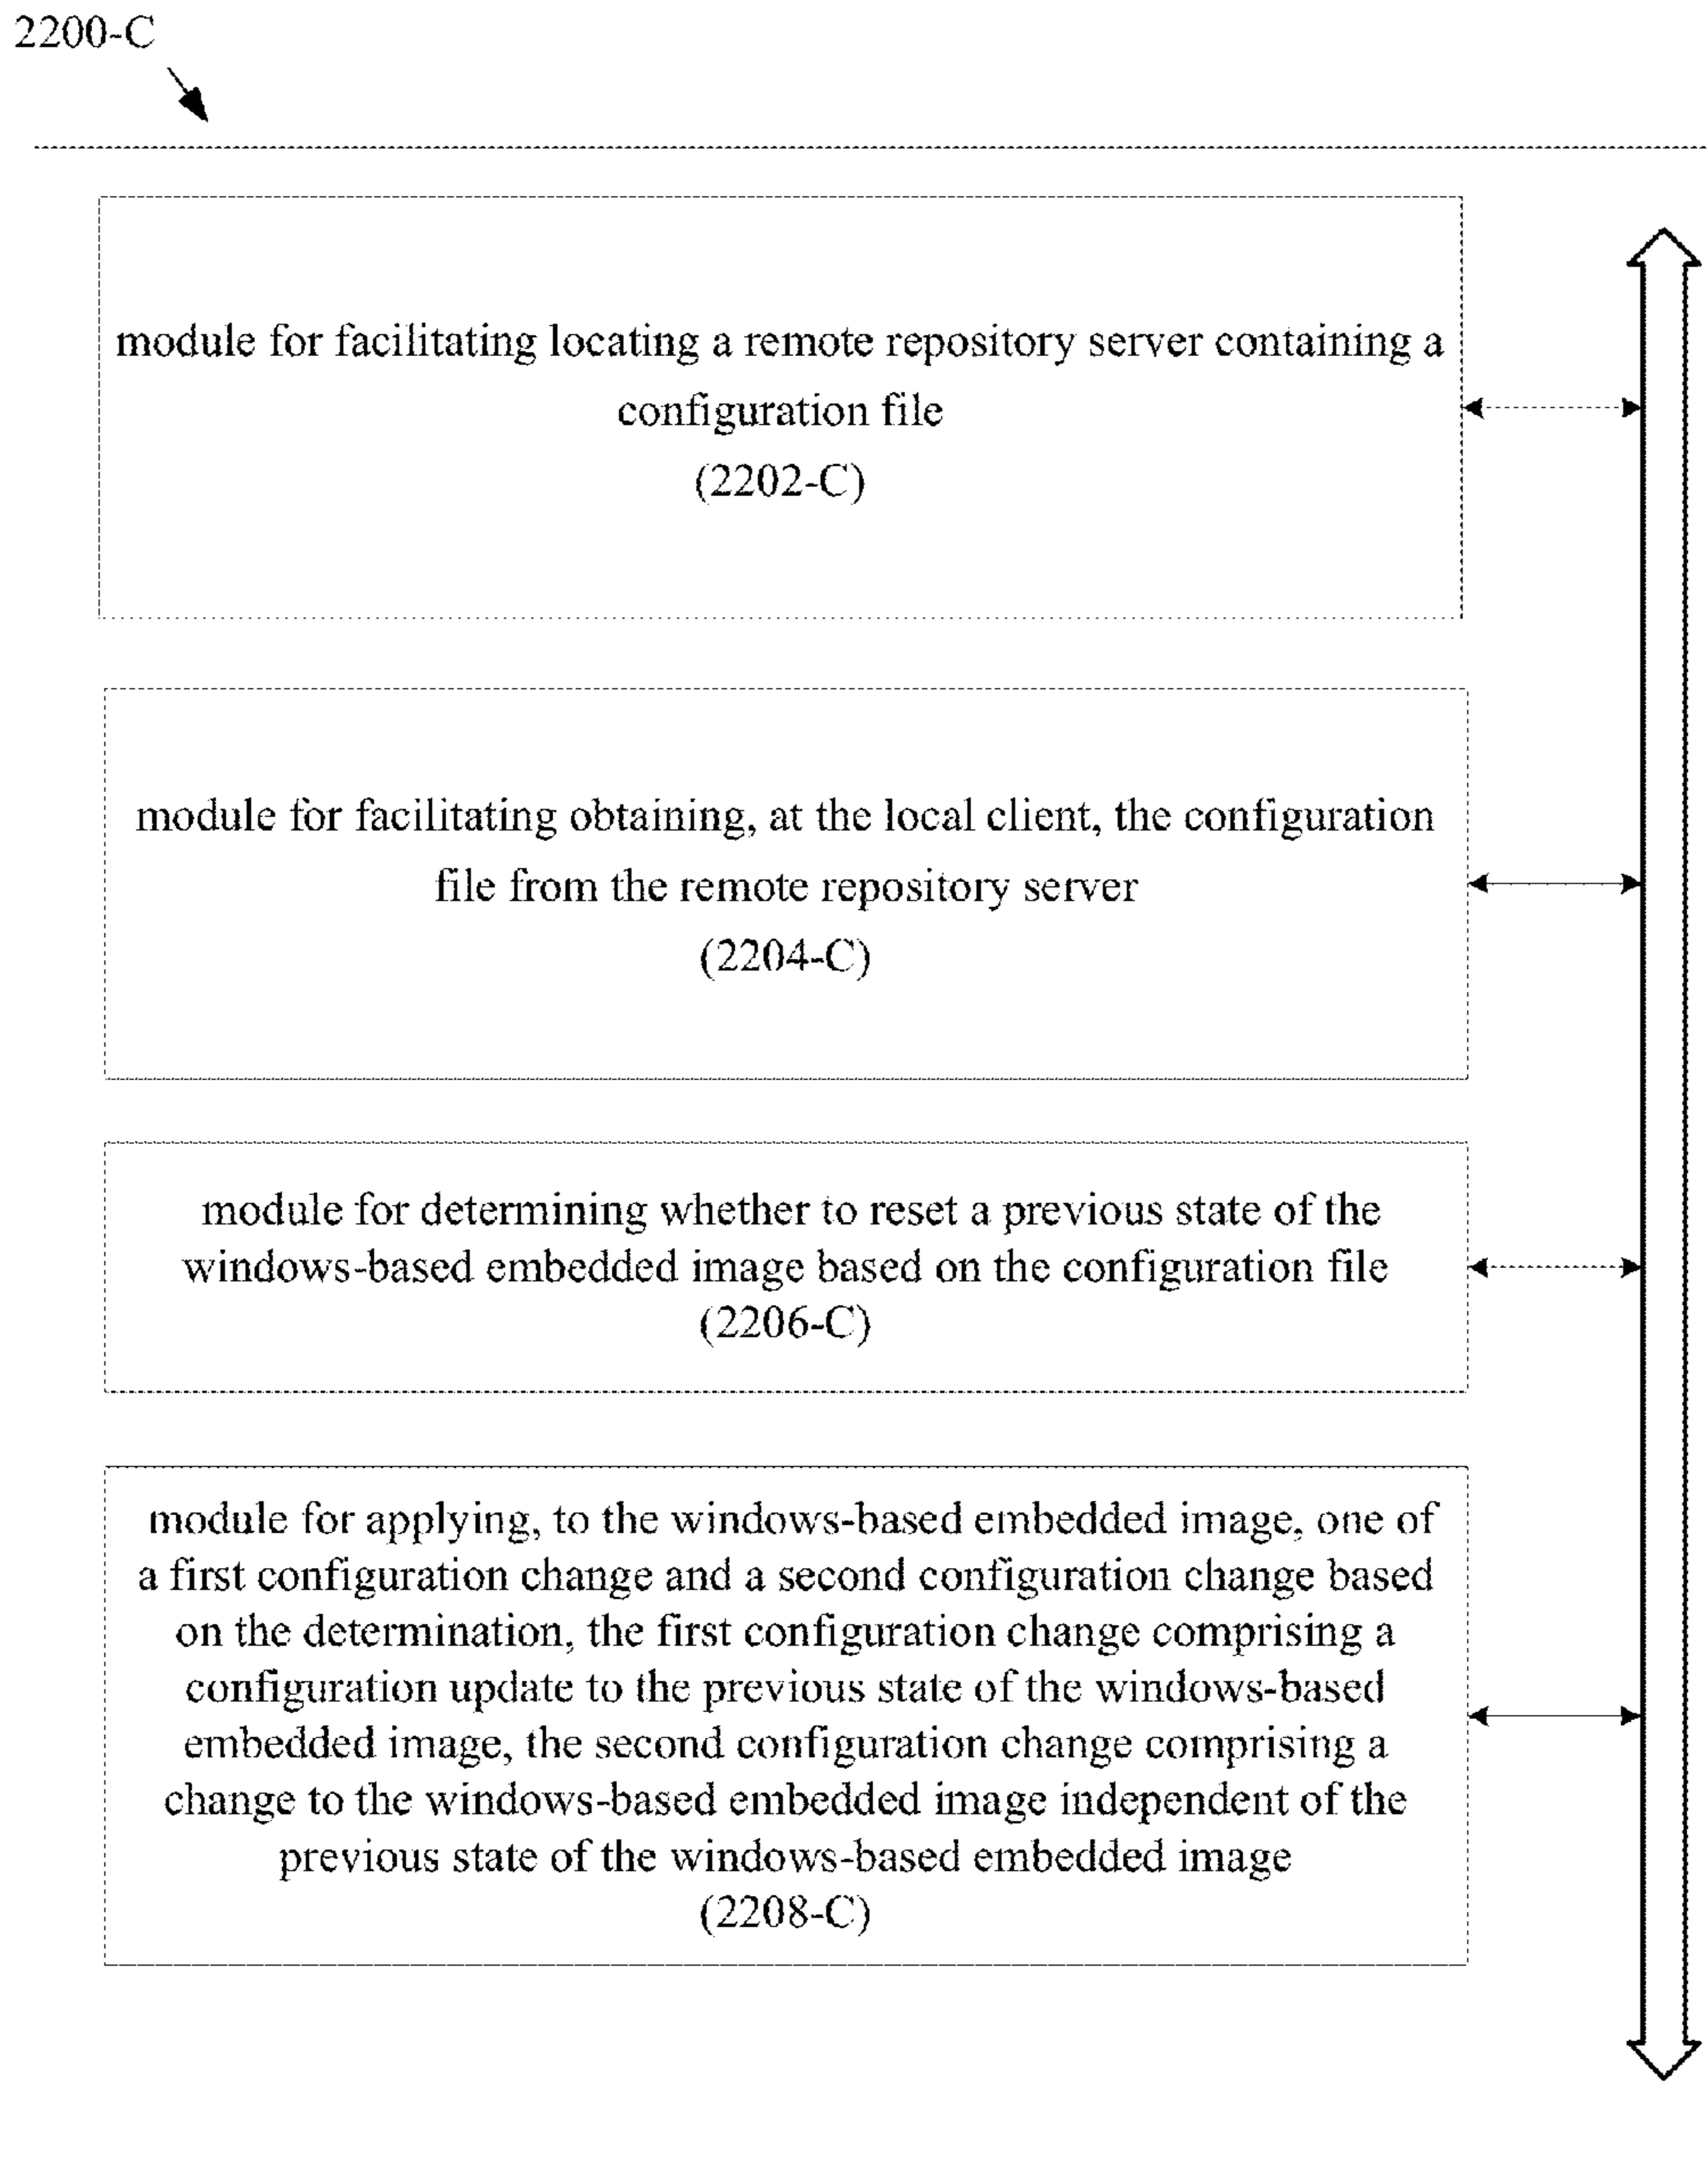 2200-C
module for facilitating locating a remote repository server containing a
configuration file
(2202-C)
module for facilitating obtaining, at the local client, the configuration
file from the remote repository server
(2204-C)
module for determining whether to reset a previous state of the
windows-based embedded image based on the configuration file
(2206-C)
module for applying, to the windows-based embedded image, one of
a first configuration change and a second configuration change based
on the determination, the first configuration change comprising a
configuration update to the previous state of the windows-based
embedded image, the second configuration change comprising a
change to the windows-based embedded image independent of the
previous state of the windows-based embedded image
(2208-C)